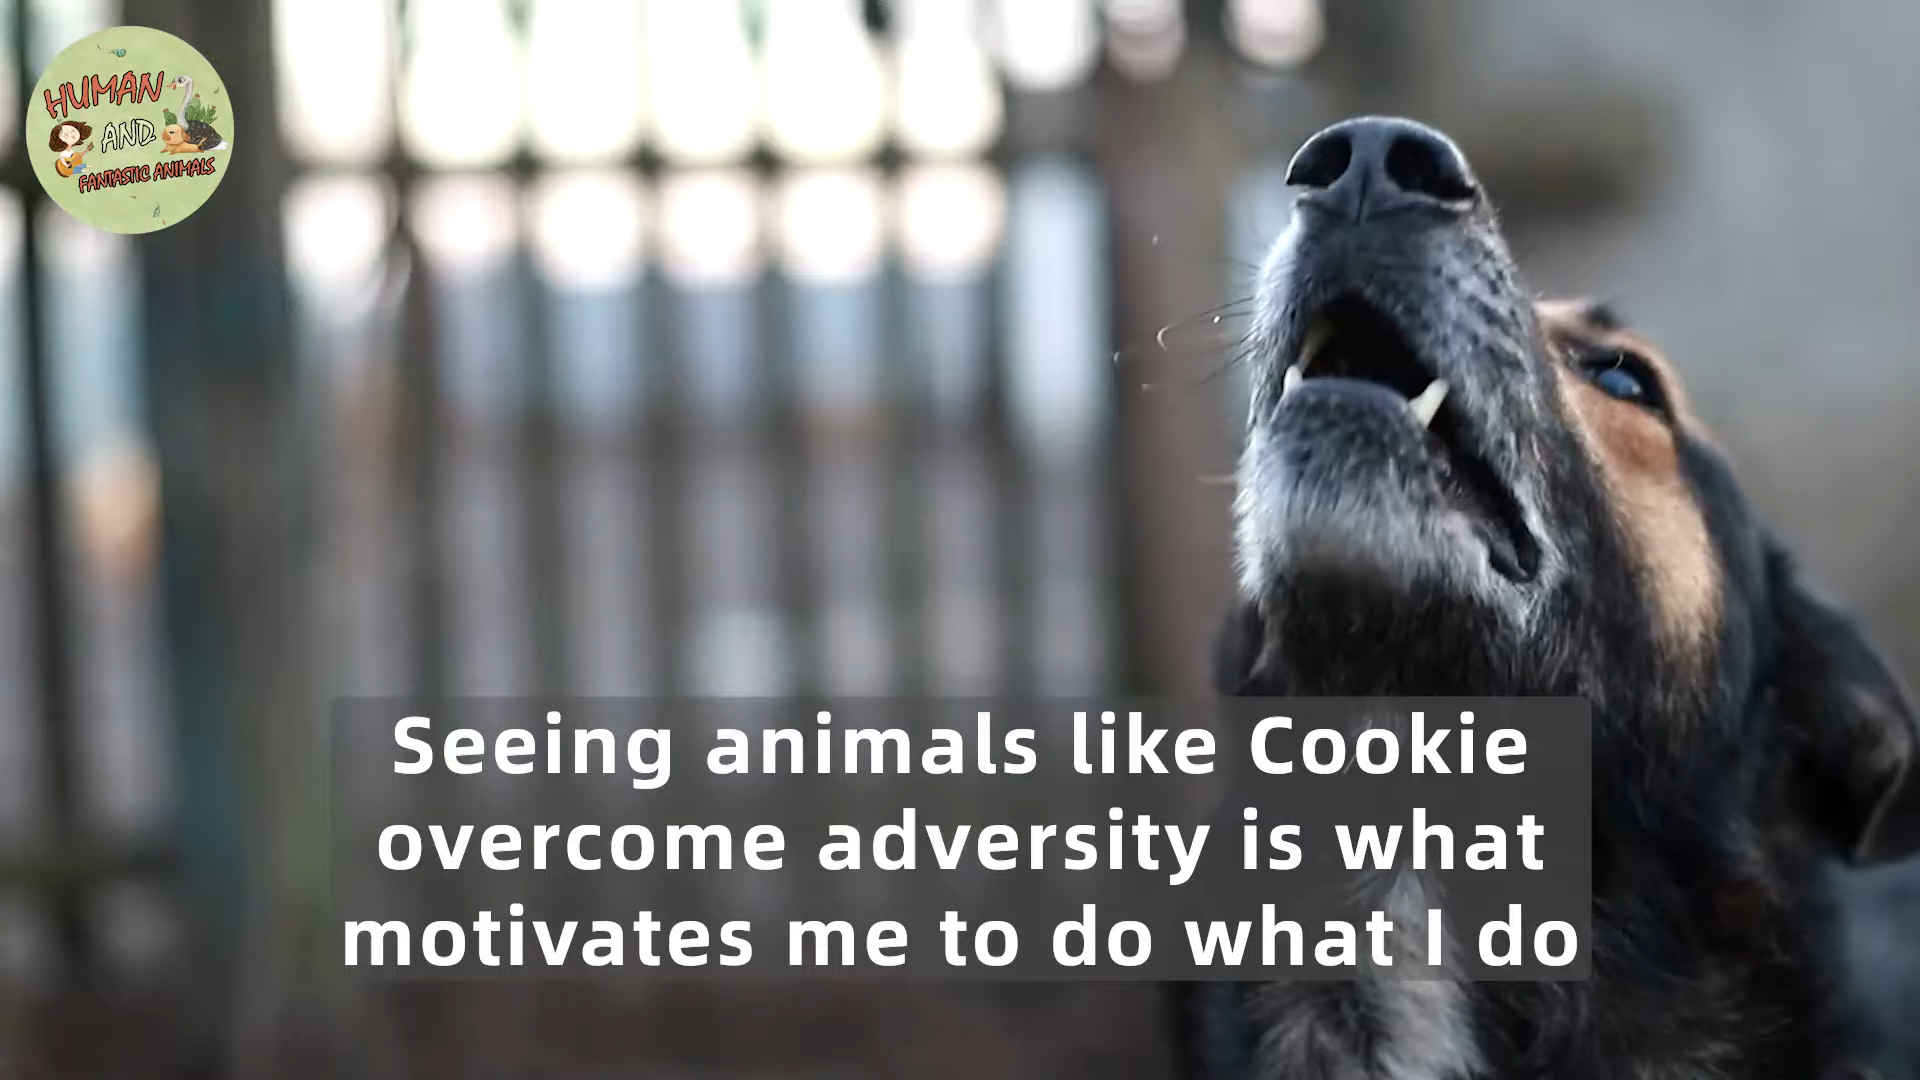 HUMAN
AND
FANTASTIC ANIMALS
Seeing animals like Cookie
overcome adversity is what
motivates me to do what I do